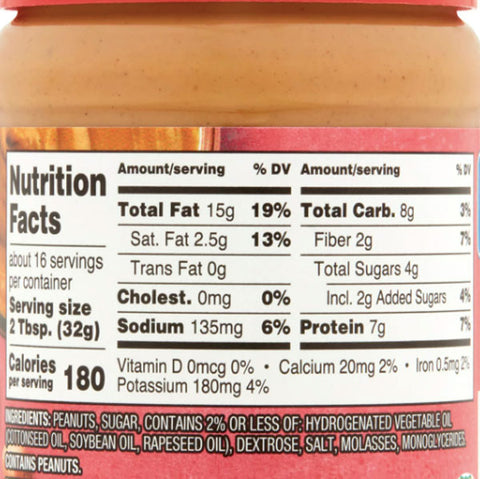 Nutrition
Facts
about 16 servings
per container
Serving size
2 Tbsp. (32g)
Calories
per serving 180
Amount/serving % DV
Total Fat 15g 19%
Sat. Fat 2.5g 13%
Trans Fat 0g
Cholest. 0mg 0%
Sodium 135mg 6%
Amount/serving % DV
Total Carb. 8g 3%
Fiber 2g 7%
Total Sugars 4g
Incl. 2g Added Sugars 4%
Protein 7g 7%
Vitamin D 0mcg 0% • Calcium 20mg 2% • Iron 0.5mg 2%
Potassium 180mg 4%
INGREDIENTS: PEANUTS, SUGAR, CONTAINS 2% OR LESS OF: HYDROGENATED VEGETABLE OIL
(COTTONSEED OIL, SOYBEAN OIL, RAPESEED OIL), DEXTROSE, SALT, MOLASSES, MONOGLYCERIDES.
CONTAINS PEANUTS.